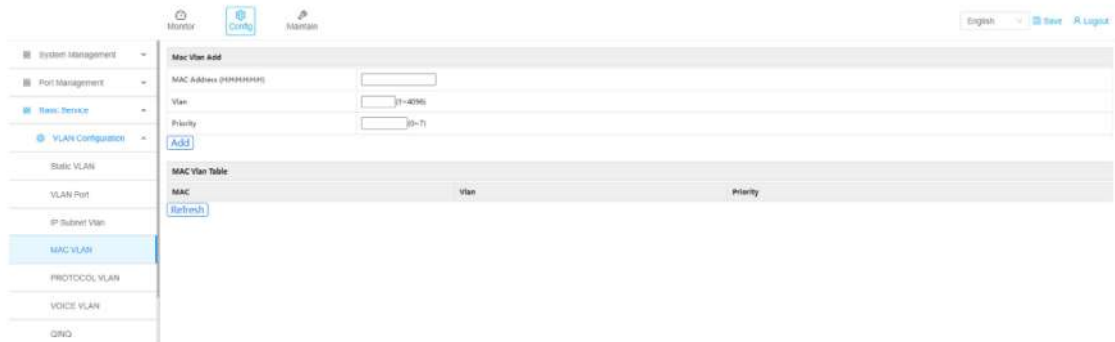 Monitor
Config
Maintain
English
Save
Logout
System Management
Port Management
Basic Service
VLAN Configuration
Static VLAN
VLAN Port
IP Subnet Vlan
MAC VLAN
PROTOCOL VLAN
VOICE VLAN
QINQ
Mac Vlan Add
MAC Address (H:H:H:H:H:H)
Vlan (1~4096)
Priority (0~7)
Add
MAC Vlan Table
MAC Vlan Priority
Refresh